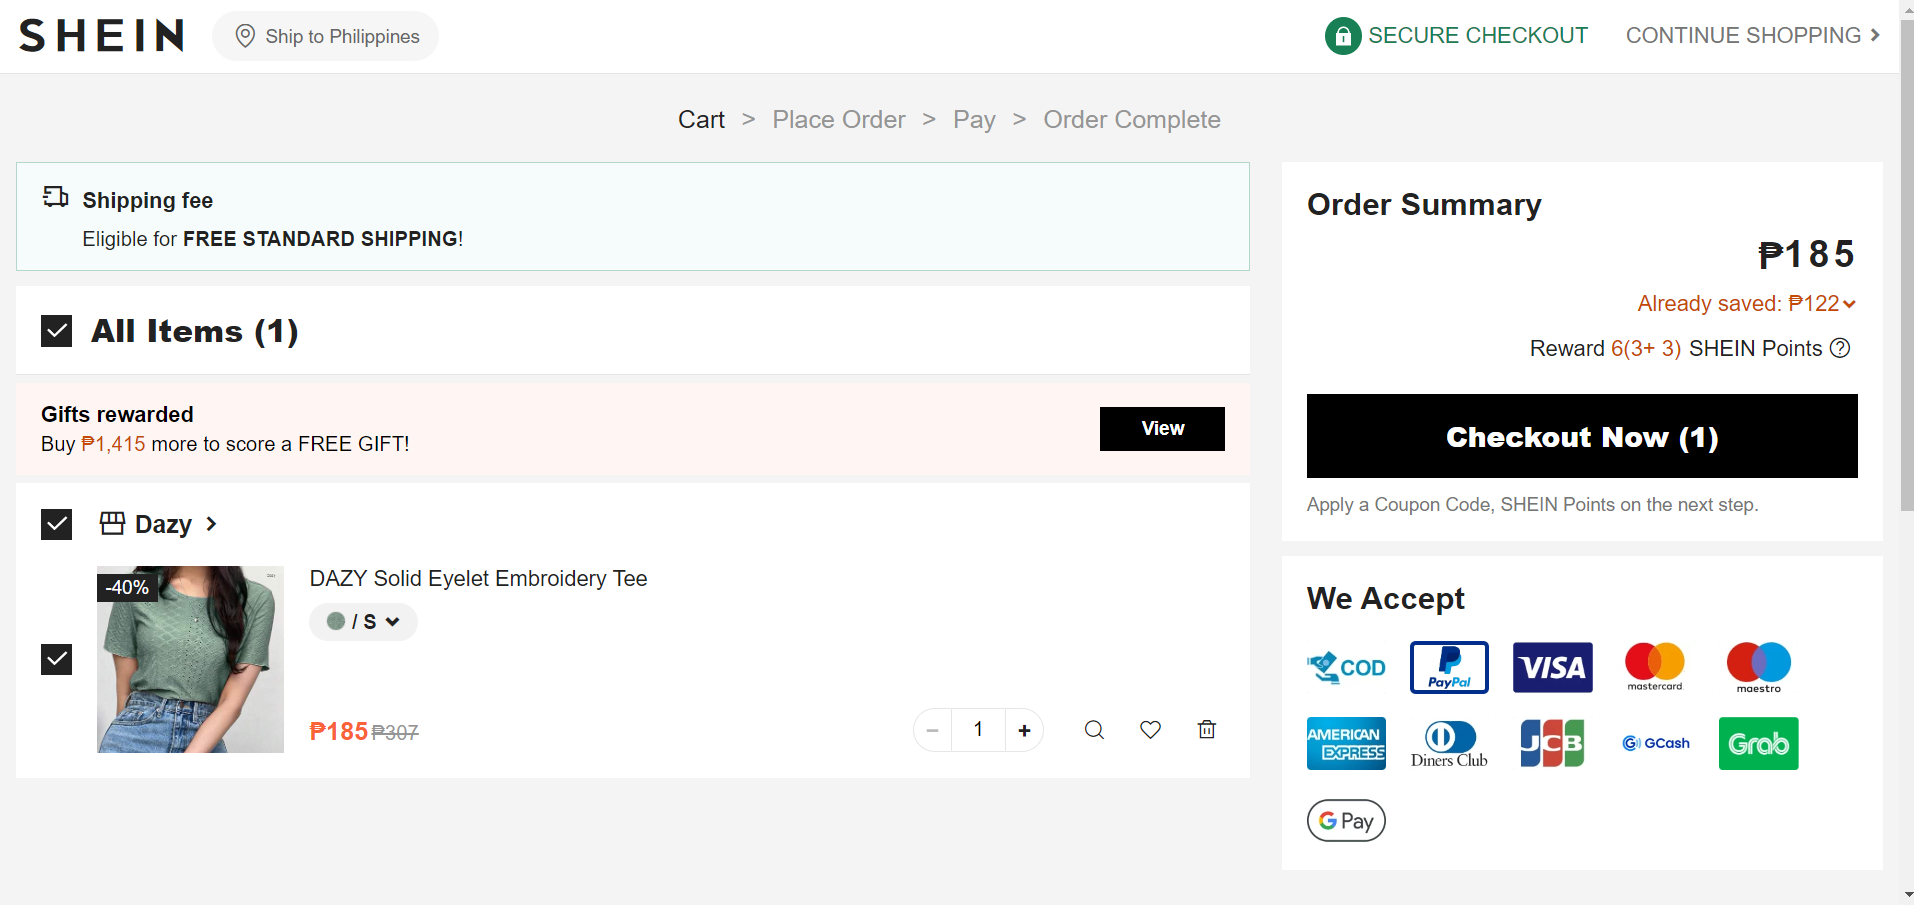 SHEIN
Ship to Philippines
SECURE CHECKOUT
CONTINUE SHOPPING >
Cart > Place Order > Pay > Order Complete
Shipping fee
Eligible for FREE STANDARD SHIPPING!
All Items (1)
Gifts rewarded
Buy ₱1,415 more to score a FREE GIFT!
View
Dazy >
-40%
DAZY Solid Eyelet Embroidery Tee
/ S
₱185 ₱307
− 1 +
Order Summary
₱185
Already saved: ₱122
Reward 6(3+ 3) SHEIN Points ?
Checkout Now (1)
Apply a Coupon Code, SHEIN Points on the next step.
We Accept
COD
PayPal
VISA
mastercard
maestro
AMERICAN
EXPRESS
Diners Club
JCB
GCash
Grab
G Pay